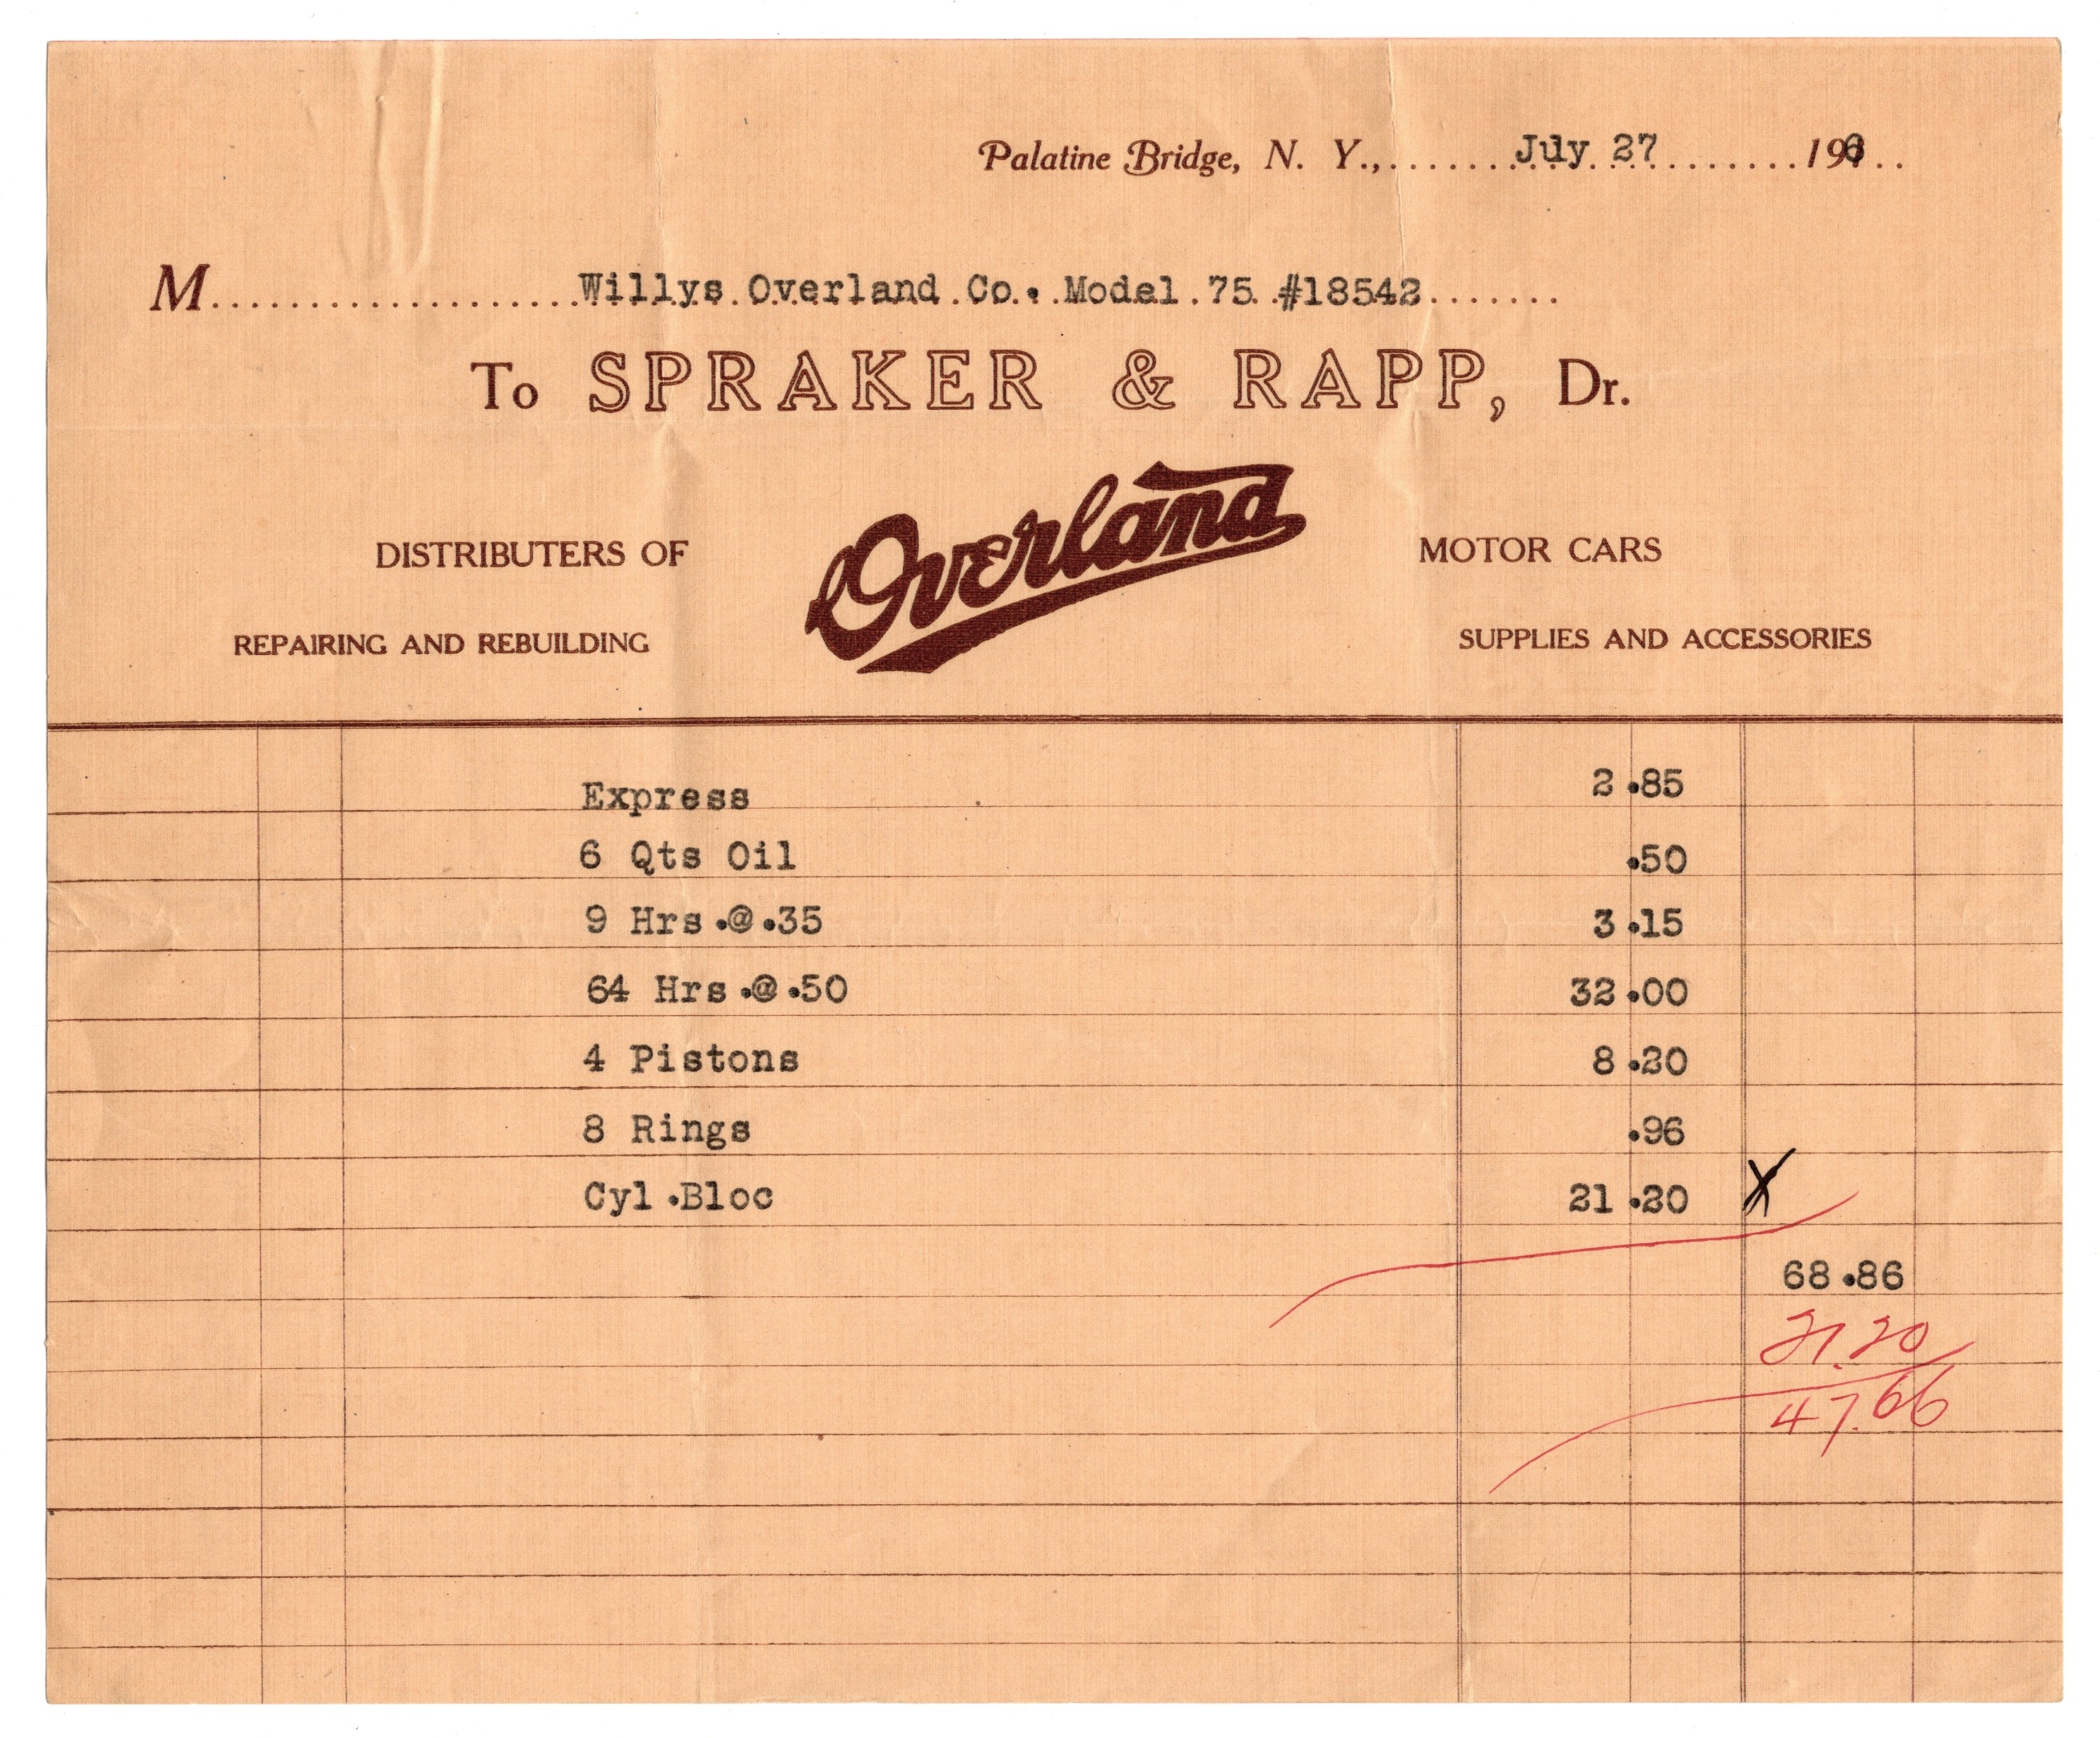 Palatine Bridge, N. Y., July 27 196
M Willys Overland Co. Model 75 #18542
To SPRAKER & RAPP, Dr.
Overland
DISTRIBUTERS OF MOTOR CARS
REPAIRING AND REBUILDING SUPPLIES AND ACCESSORIES
Express 2.85
6 Qts Oil .50
9 Hrs.@.35 3.15
64 Hrs.@.50 32.00
4 Pistons 8.20
8 Rings .96
Cyl.Bloc 21.20 X
68.86
21.20
47.66